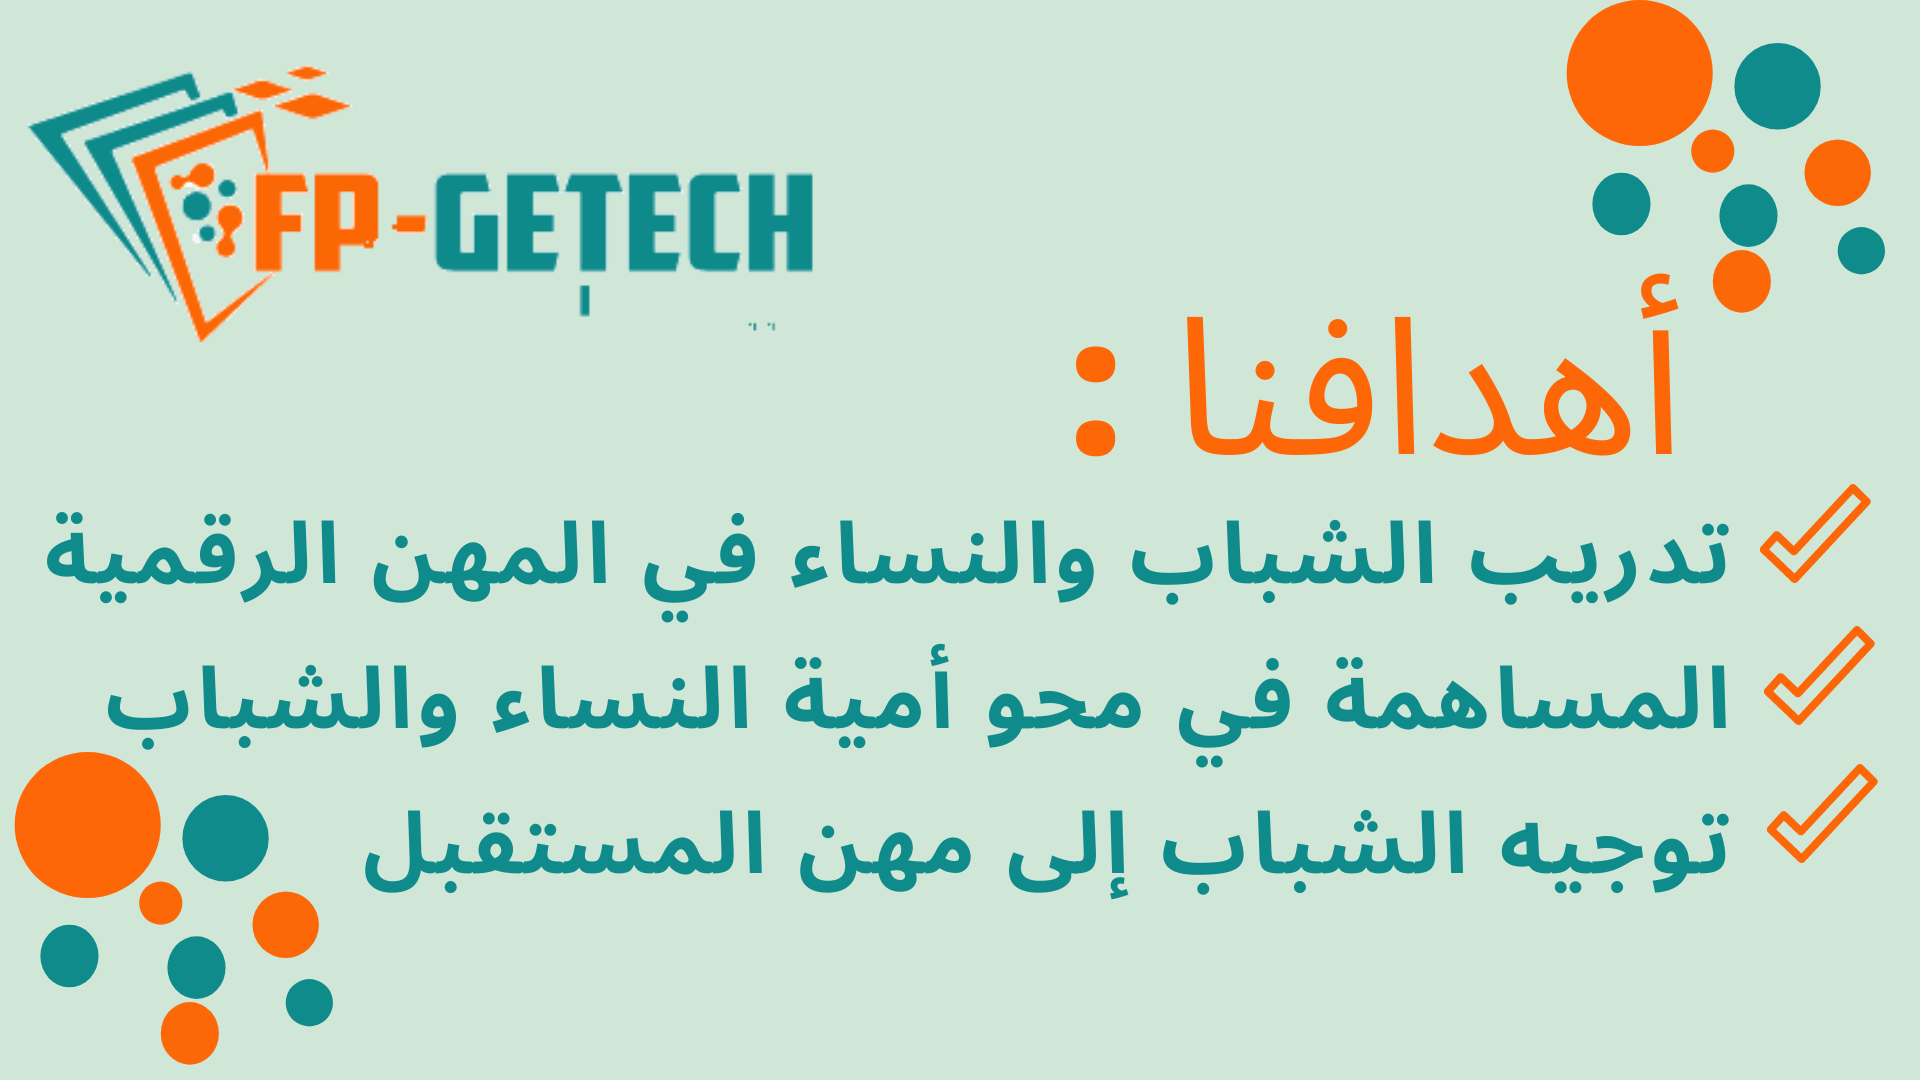 FP-GETECH
أهدافنا :
تدريب الشباب والنساء في المهن الرقمية
المساهمة في محو أمية النساء والشباب
توجيه الشباب إلى مهن المستقبل